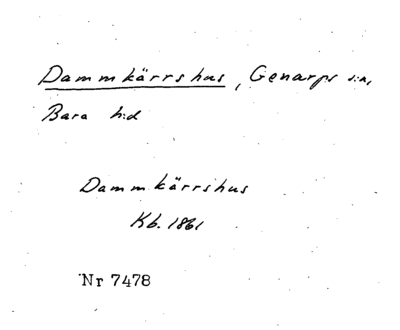 Dammkärrshus, Genarps s:n,
Bara h:d
Dammkärrshus
Kb. 1861
Nr 7478